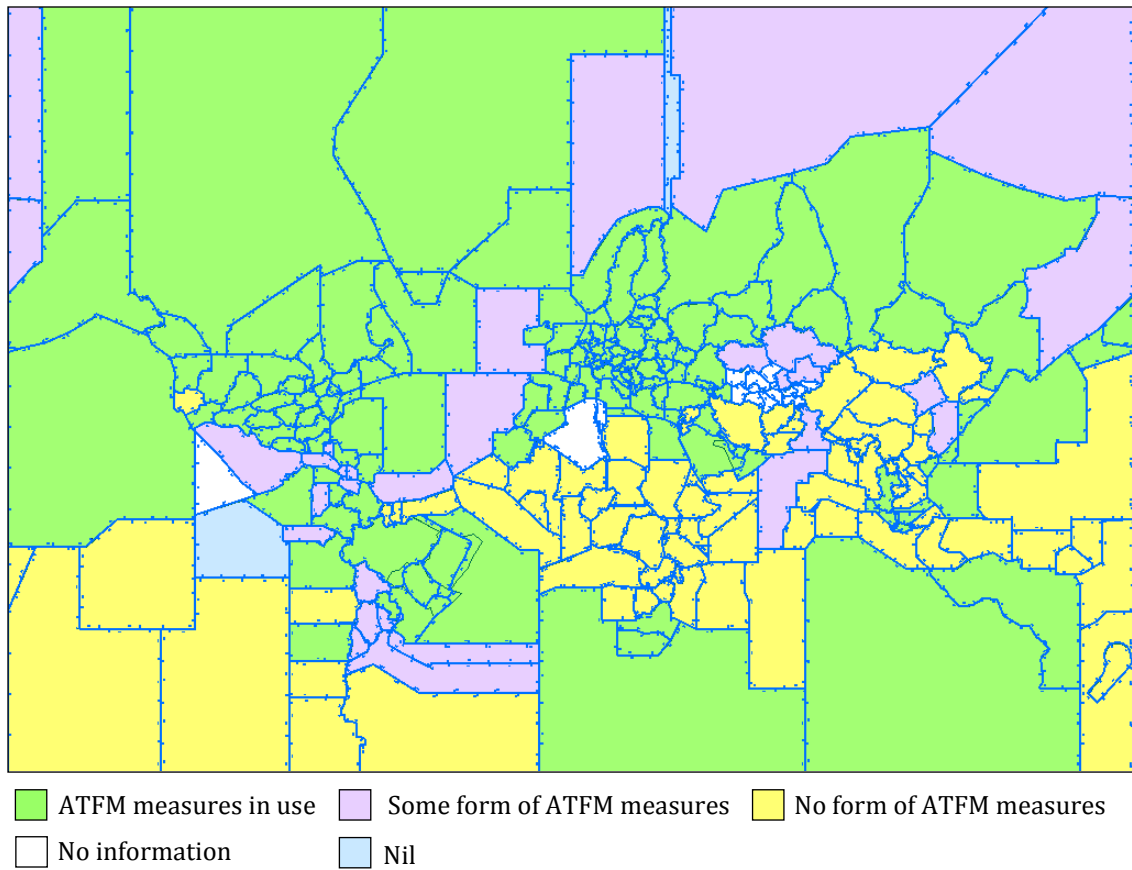 ATFM measures in use
Some form of ATFM measures
No form of ATFM measures
No information
Nil